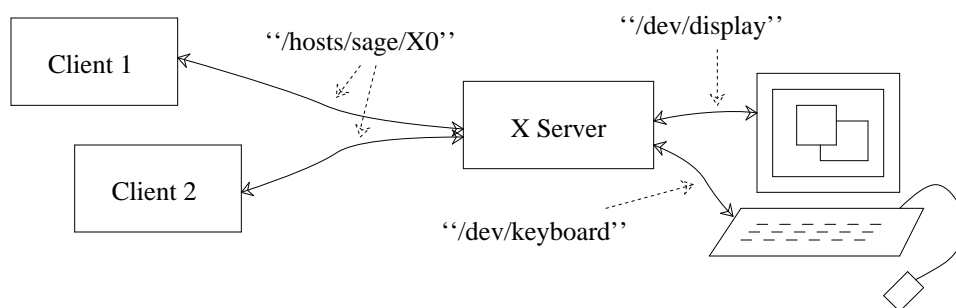 ‘‘/hosts/sage/X0’’
‘‘/dev/display’’
Client 1
X Server
Client 2
‘‘/dev/keyboard’’